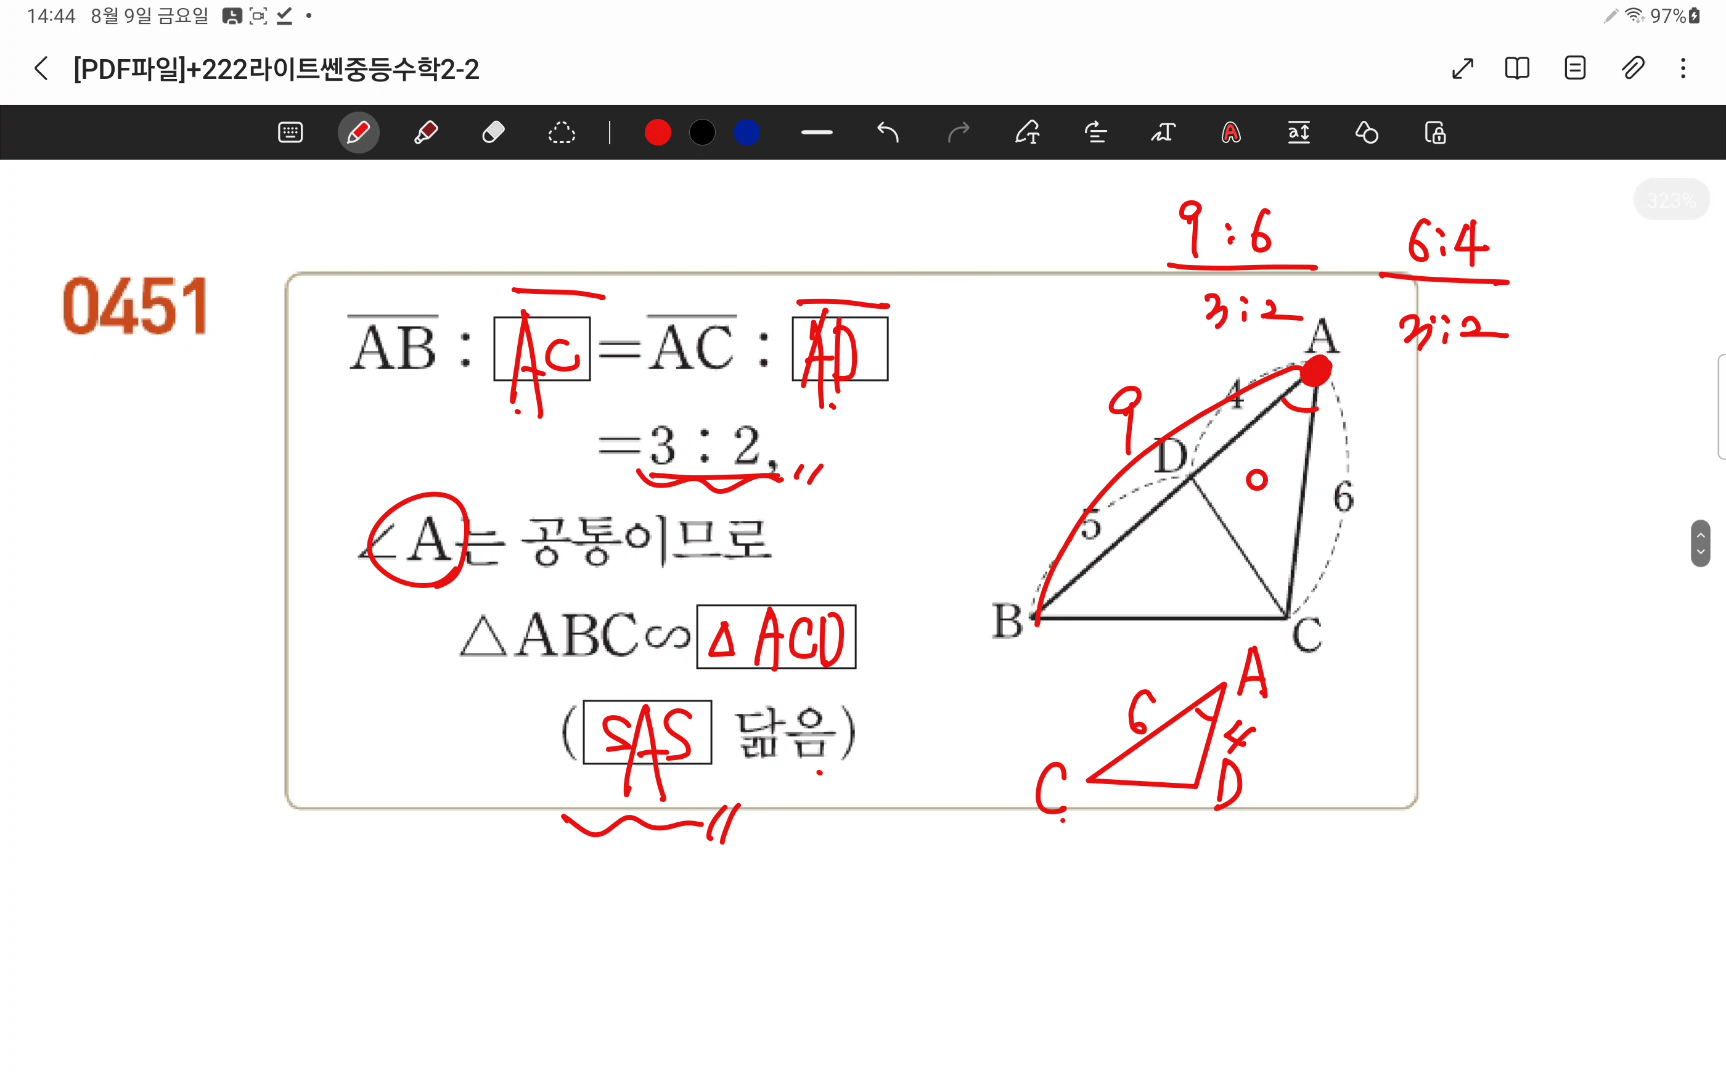 14:44 8월 9일 금요일
97%
[PDF파일]+222라이트쎈중등수학2-2
323%
0451
9 : 6
6 : 4
3 : 2
3 : 2
AB : AC = AC : AD
= 3 : 2,
∠A는 공통이므로
△ABC∽△ACD
(SAS 닮음)
A
4
9
D
5
6
B
C
A
6
4
C
D